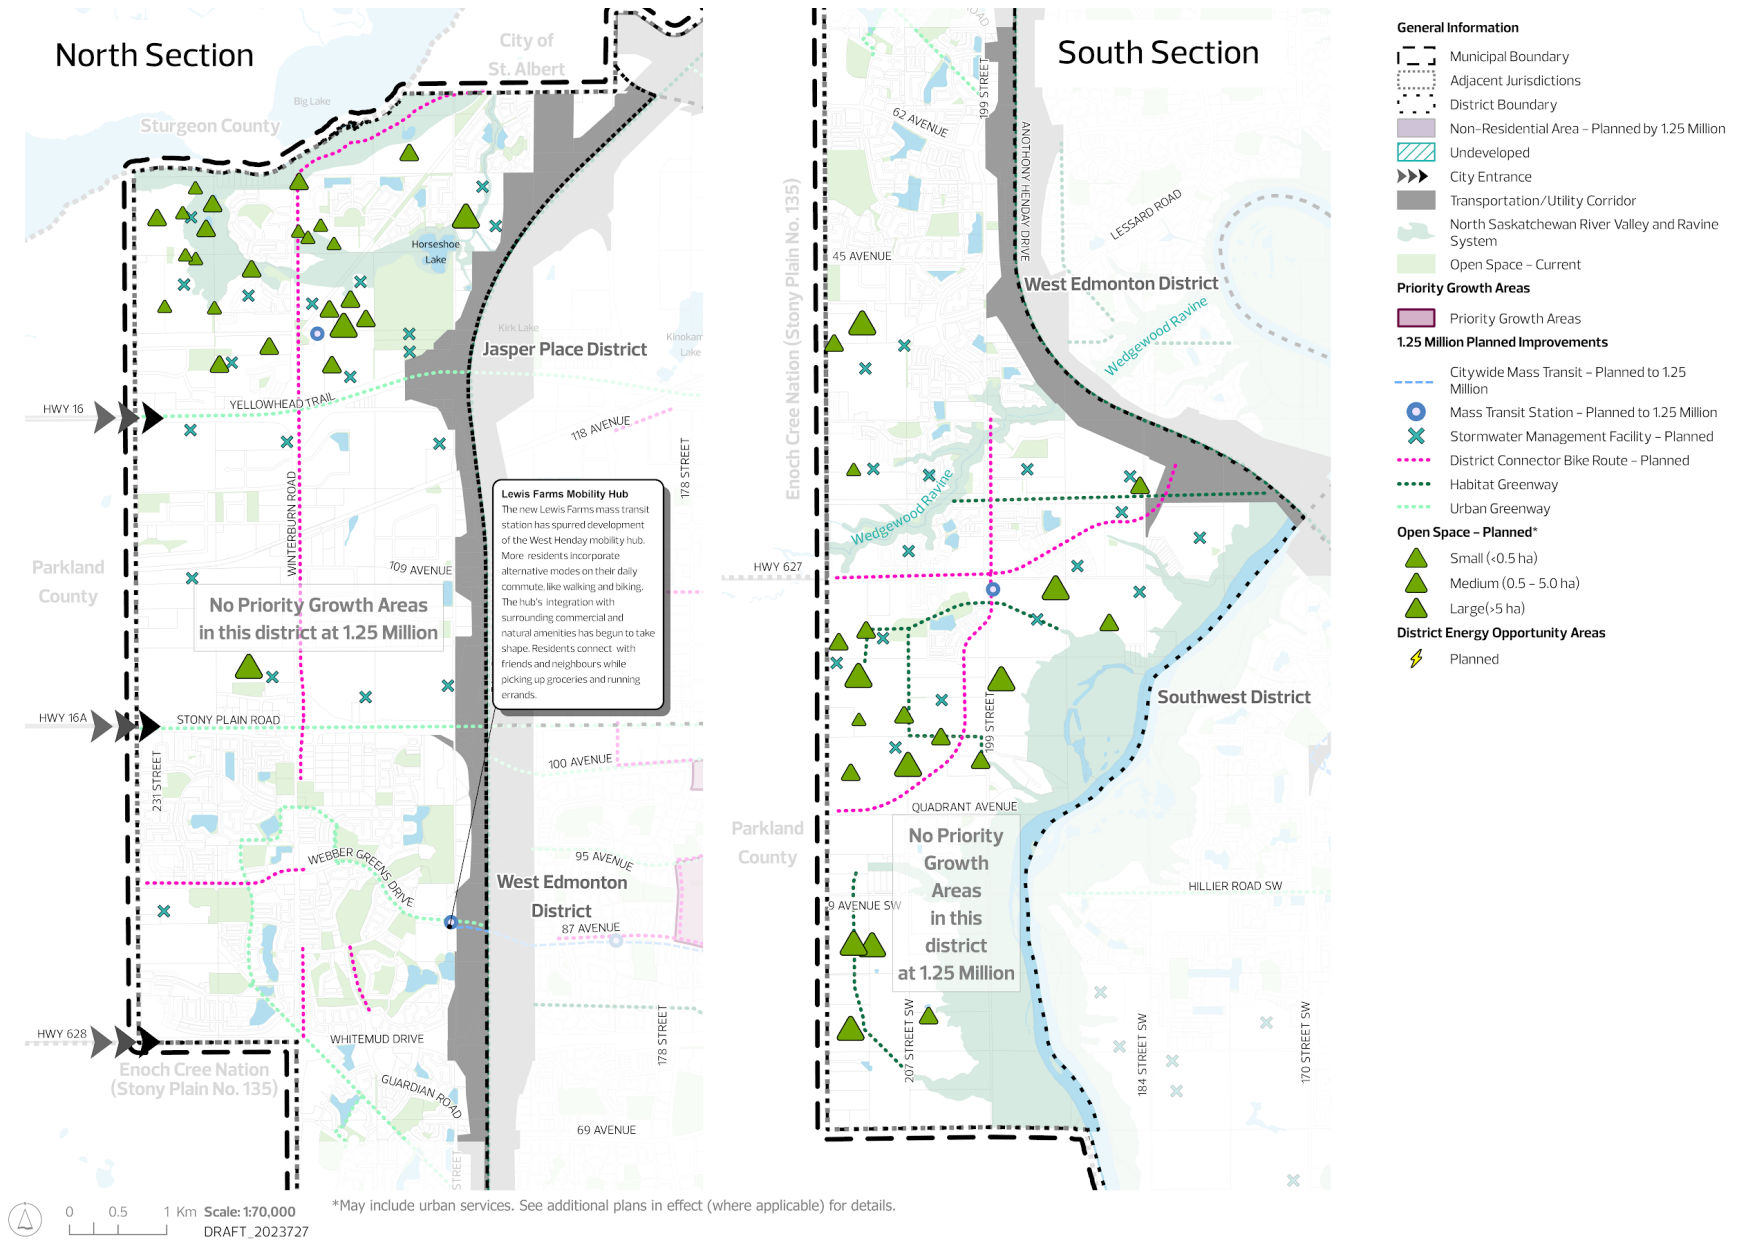 North Section
City of
St. Albert
Big Lake
Sturgeon County
Horseshoe
Lake
Kirk Lake
Kinokam
Lake
Jasper Place District
HWY 16
YELLOWHEAD TRAIL
118 AVENUE
178 STREET
WINTERBURN ROAD
Parkland
County
109 AVENUE
No Priority Growth Areas
in this district at 1.25 Million
Lewis Farms Mobility Hub
The new Lewis Farms mass transit
station has spurred development
of the West Henday mobility hub.
More residents incorporate
alternative modes on their daily
commute, like walking and biking.
The hub's integration with
surrounding commercial and
natural amenities has begun to take
shape. Residents connect with
friends and neighbours while
picking up groceries and running
errands.
HWY 16A
STONY PLAIN ROAD
231 STREET
100 AVENUE
95 AVENUE
WEBBER GREENS DRIVE
West Edmonton
District
87 AVENUE
178 STREET
HWY 628
WHITEMUD DRIVE
Enoch Cree Nation
(Stony Plain No. 135)
GUARDIAN ROAD
69 AVENUE
STREET
0 0.5 1 Km
Scale: 1:70,000
DRAFT_2023727
*May include urban services. See additional plans in effect (where applicable) for details.
South Section
ROAD
199 STREET
62 AVENUE
ANOTHONY HENDAY DRIVE
LESSARD ROAD
Enoch Cree Nation (Stony Plain No. 135)
45 AVENUE
West Edmonton District
Wedgewood Ravine
Wedgewood Ravine
HWY 627
Southwest District
199 STREET
QUADRANT AVENUE
Parkland
County
No Priority
Growth
Areas
in this
district
at 1.25 Million
HILLIER ROAD SW
9 AVENUE SW
207 STREET SW
184 STREET SW
170 STREET SW
General Information
Municipal Boundary
Adjacent Jurisdictions
District Boundary
Non-Residential Area - Planned by 1.25 Million
Undeveloped
City Entrance
Transportation/Utility Corridor
North Saskatchewan River Valley and Ravine
System
Open Space - Current
Priority Growth Areas
Priority Growth Areas
1.25 Million Planned Improvements
Citywide Mass Transit - Planned to 1.25
Million
Mass Transit Station - Planned to 1.25 Million
Stormwater Management Facility - Planned
District Connector Bike Route - Planned
Habitat Greenway
Urban Greenway
Open Space - Planned*
Small (<0.5 ha)
Medium (0.5 - 5.0 ha)
Large(>5 ha)
District Energy Opportunity Areas
Planned